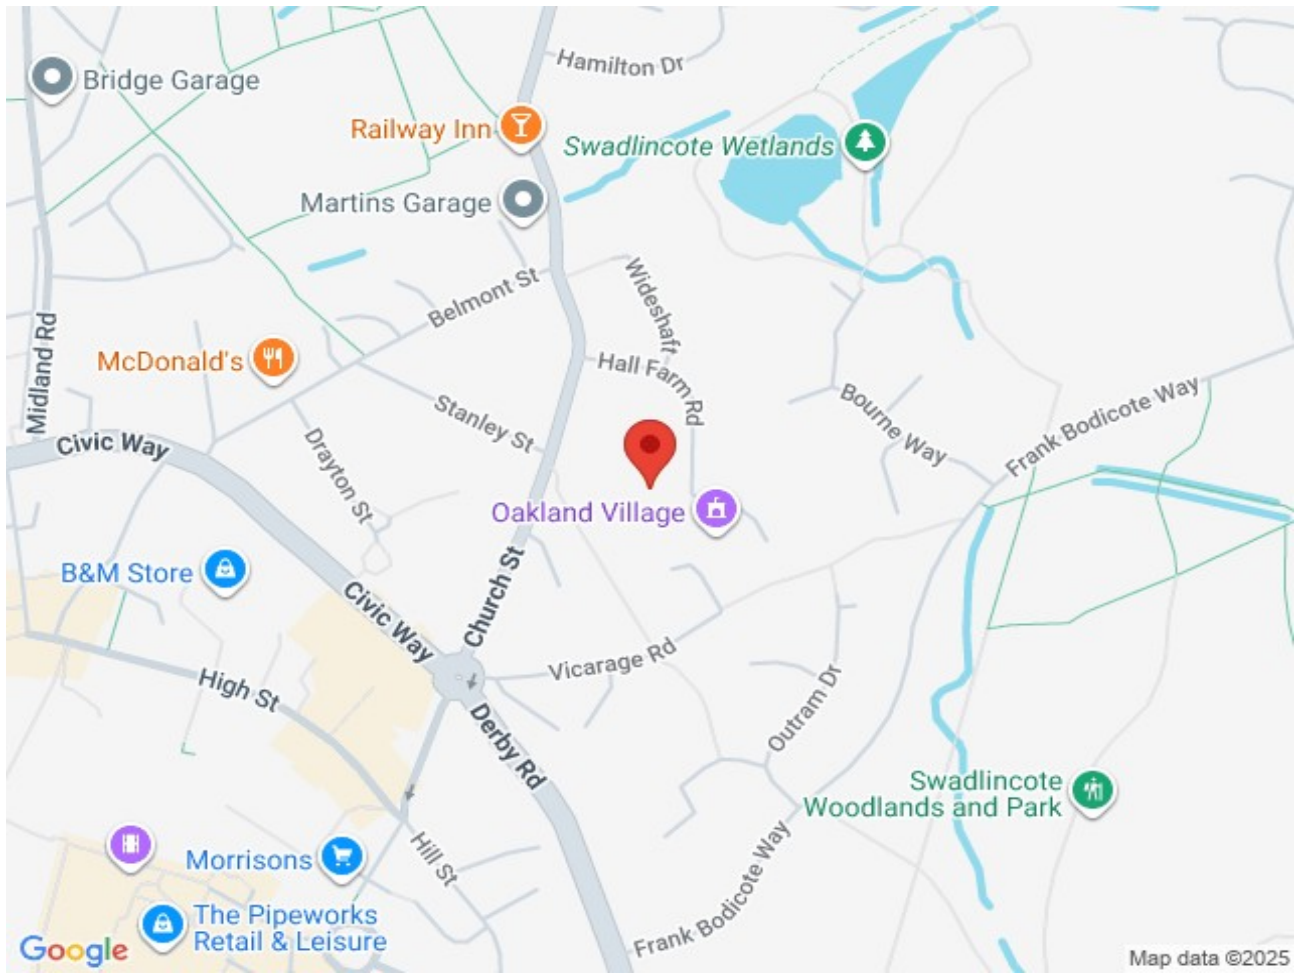 Hamilton Dr
Bridge Garage
Railway Inn
Swadlincote Wetlands
Martins Garage
Belmont St
Wideshaft
Midland Rd
McDonald's
Hall Farm Rd
Stanley St
Bourne Way
Frank Bodicote Way
Civic Way
Drayton St
Oakland Village
B&M Store
Church St
Civic Way
Vicarage Rd
High St
Outram Dr
Derby Rd
Swadlincote
Woodlands and Park
Hill St
Morrisons
Frank Bodicote Way
The Pipeworks
Retail & Leisure
Google
Map data ©2025